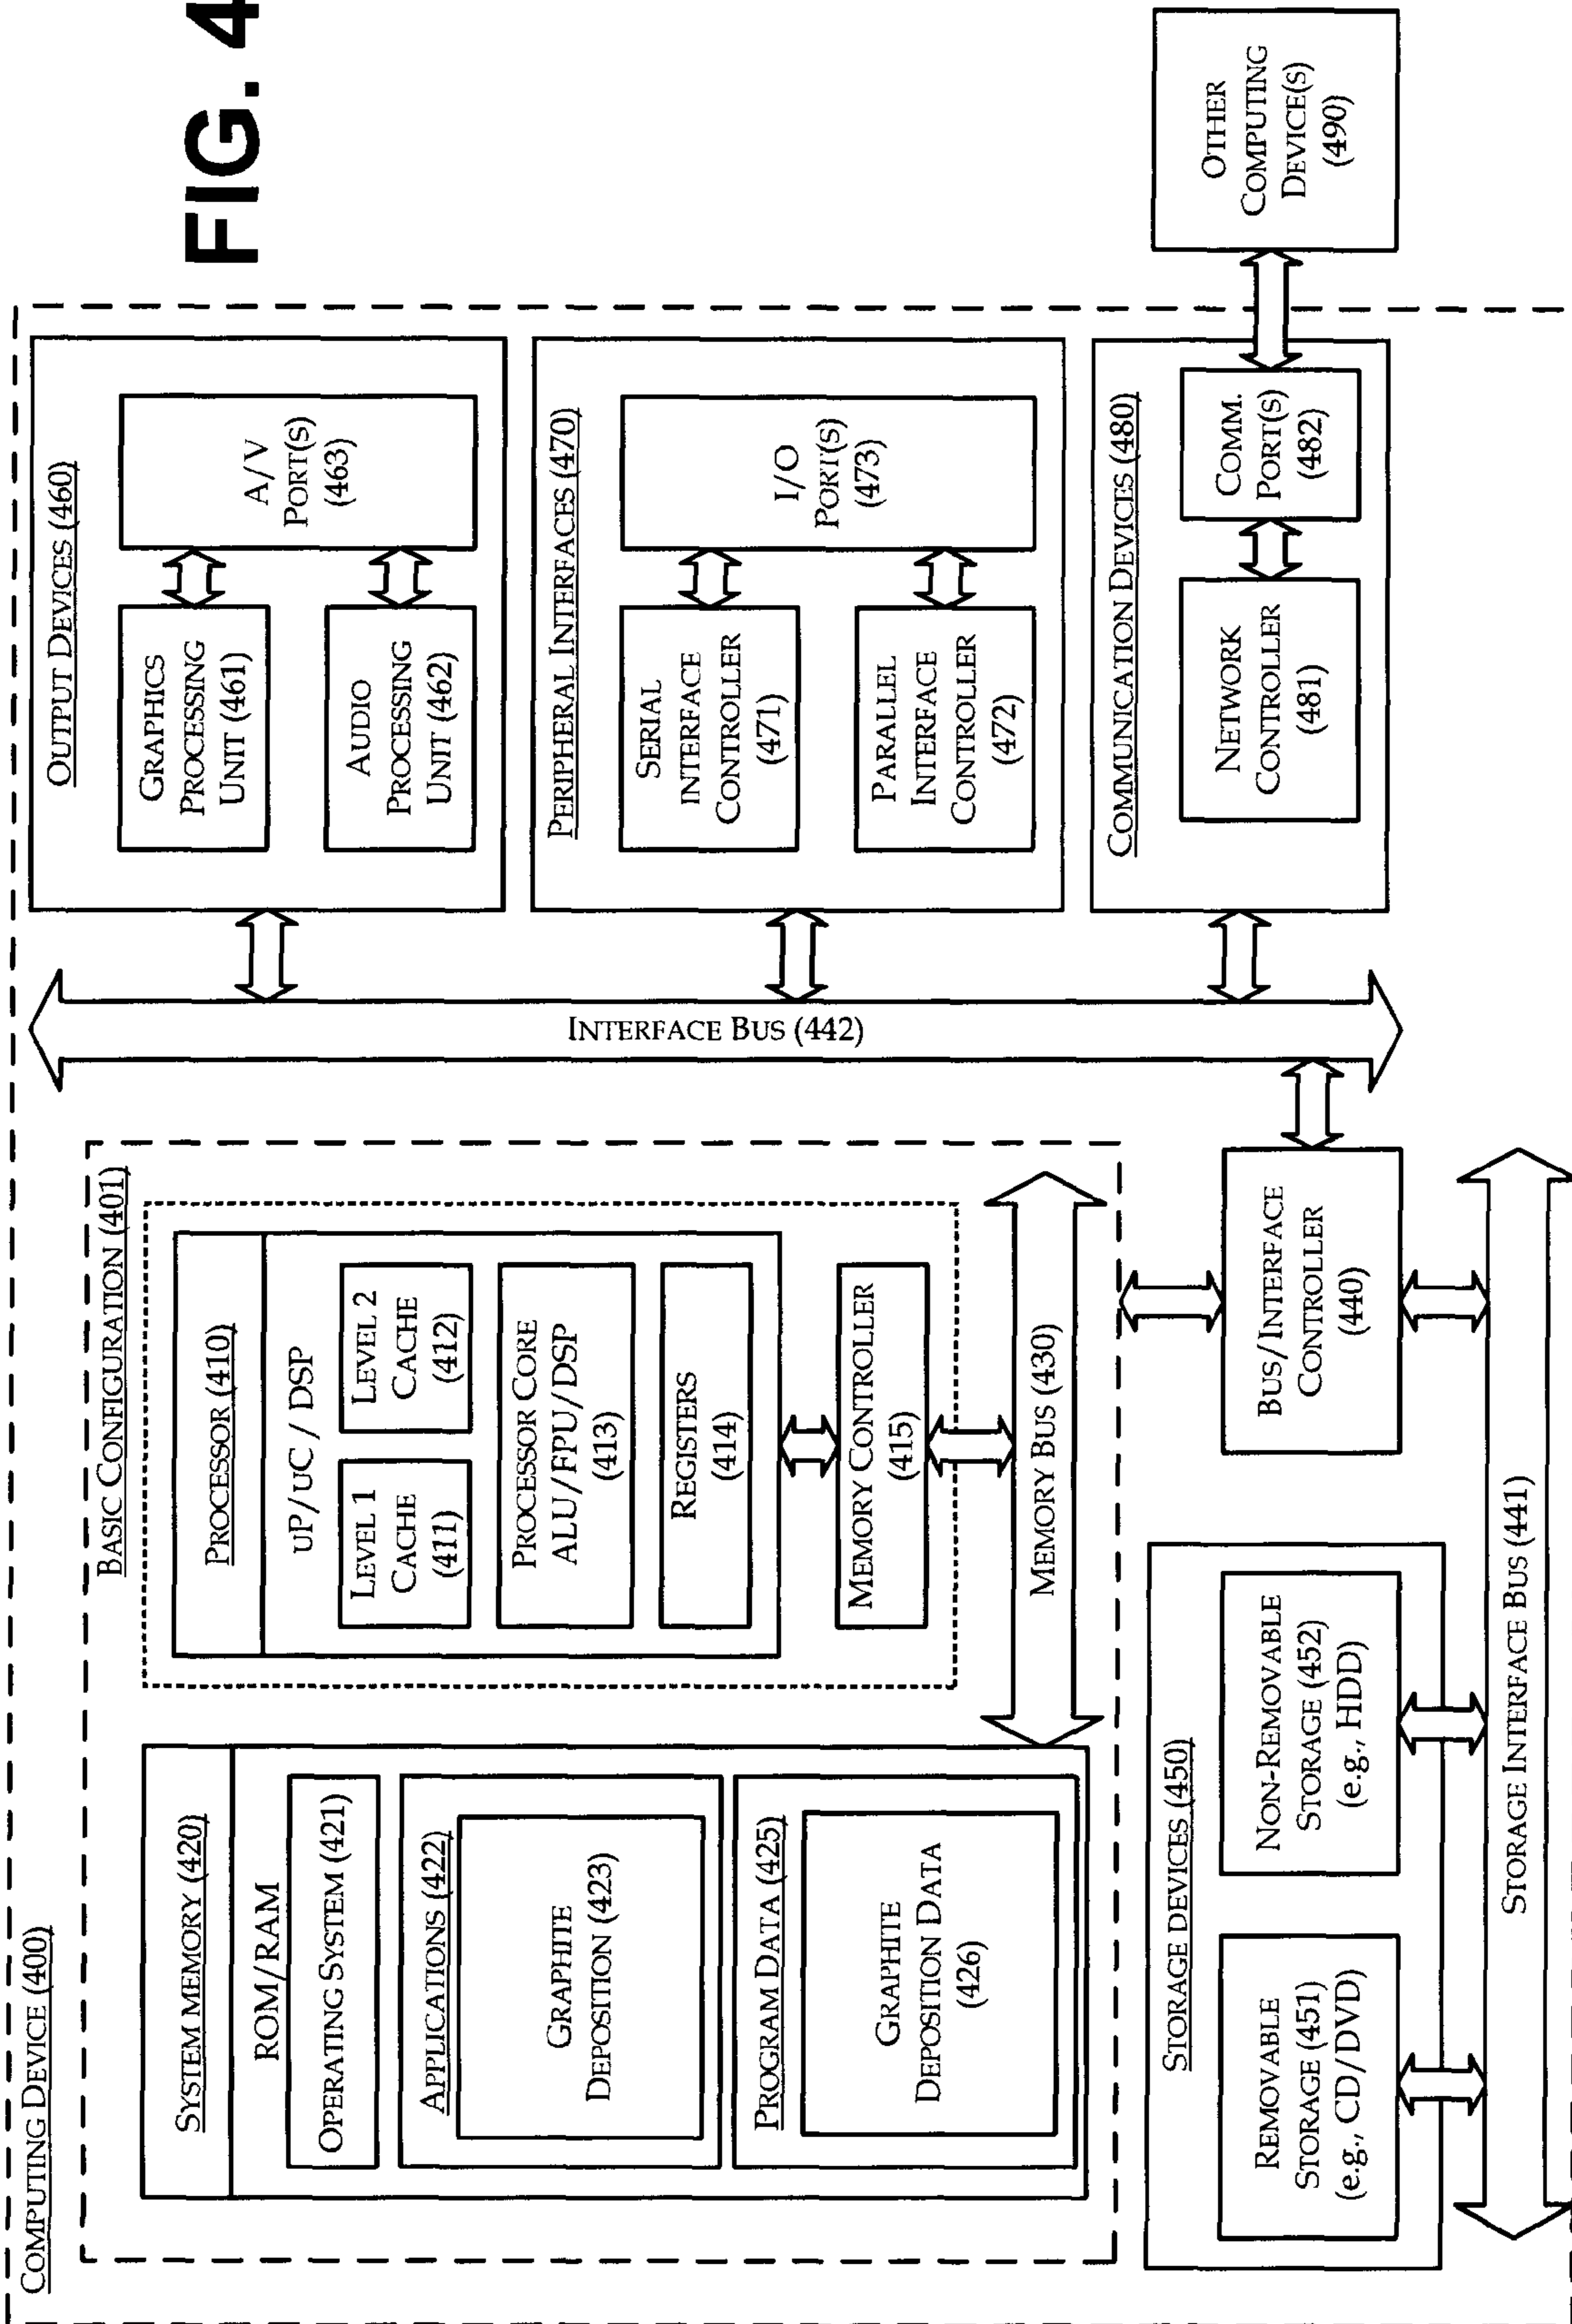 FIG. 4
COMPUTING DEVICE (400)
BASIC CONFIGURATION (401)
SYSTEM MEMORY (420)
ROM/RAM
OPERATING SYSTEM (421)
APPLICATIONS (422)
GRAPHITE
DEPOSITION (423)
PROGRAM DATA (425)
GRAPHITE
DEPOSITION DATA
(426)
PROCESSOR (410)
uP/uC / DSP
LEVEL 1
CACHE
(411)
LEVEL 2
CACHE
(412)
PROCESSOR CORE
ALU/FPU/DSP
(413)
REGISTERS
(414)
MEMORY CONTROLLER
(415)
MEMORY BUS (430)
BUS/INTERFACE
CONTROLLER
(440)
STORAGE DEVICES (450)
REMOVABLE
STORAGE (451)
(e.g., CD/DVD)
NON-REMOVABLE
STORAGE (452)
(e.g., HDD)
STORAGE INTERFACE BUS (441)
INTERFACE BUS (442)
OUTPUT DEVICES (460)
GRAPHICS
PROCESSING
UNIT (461)
AUDIO
PROCESSING
UNIT (462)
A/V
PORT(S)
(463)
PERIPHERAL INTERFACES (470)
SERIAL
INTERFACE
CONTROLLER
(471)
PARALLEL
INTERFACE
CONTROLLER
(472)
I/O
PORT(S)
(473)
COMMUNICATION DEVICES (480)
NETWORK
CONTROLLER
(481)
COMM.
PORT(S)
(482)
OTHER
COMPUTING
DEVICE(S)
(490)